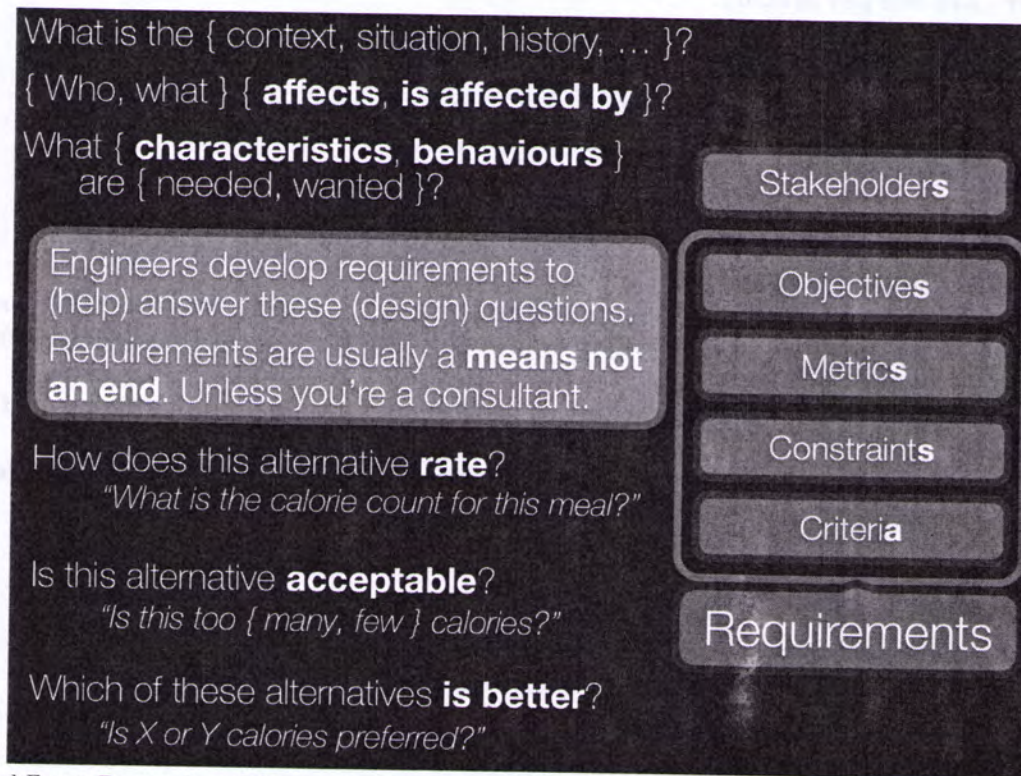 What is the { context, situation, history, … }?
{ Who, what } { affects, is affected by }?
What { characteristics, behaviours }
are { needed, wanted }?
Engineers develop requirements to
(help) answer these (design) questions.
Requirements are usually a means not
an end. Unless you're a consultant.
How does this alternative rate?
"What is the calorie count for this meal?"
Is this alternative acceptable?
"Is this too { many, few } calories?"
Which of these alternatives is better?
"Is X or Y calories preferred?"
Stakeholders
Objectives
Metrics
Constraints
Criteria
Requirements